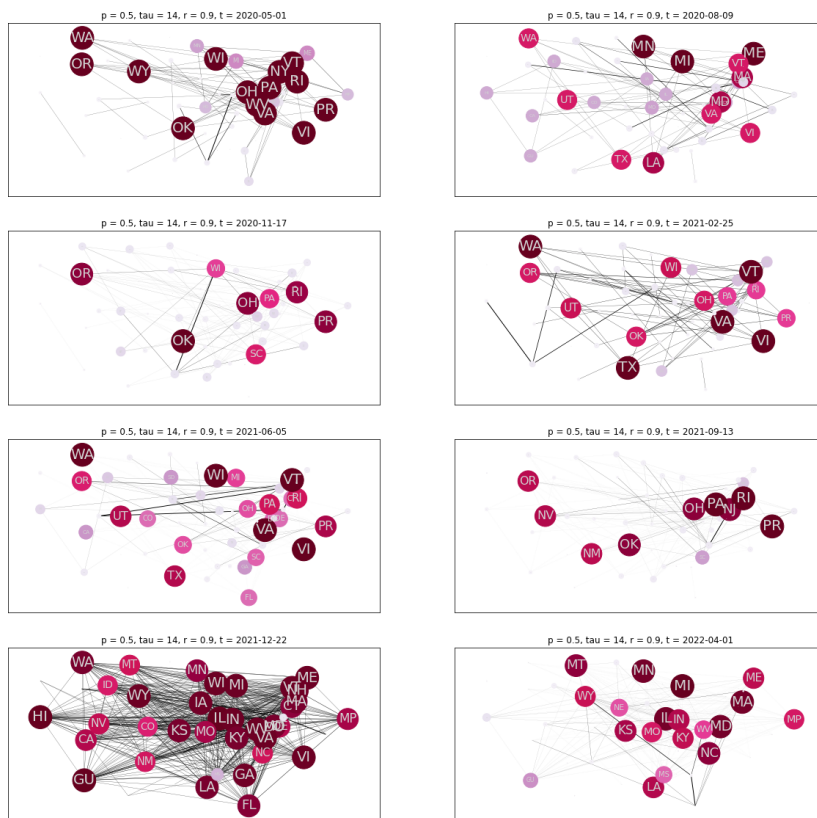 p = 0.5, tau = 14, r = 0.9, t = 2020-05-01
WA
OR
WY
WI
VT
NY
RI
PA
OH
WV
VA
PR
VI
OK
p = 0.5, tau = 14, r = 0.9, t = 2020-08-09
WA
MN
MI
ME
VT
MA
UT
MD
VA
VI
TX
LA
p = 0.5, tau = 14, r = 0.9, t = 2020-11-17
OR
WI
RI
PA
OH
PR
OK
SC
p = 0.5, tau = 14, r = 0.9, t = 2021-02-25
WA
OR
WI
VT
RI
PA
OH
UT
PR
VA
OK
VI
TX
p = 0.5, tau = 14, r = 0.9, t = 2021-06-05
WA
OR
WI
MI
VT
RI
PA
OH
UT
CO
DE
PR
VA
OK
VI
SC
TX
FL
p = 0.5, tau = 14, r = 0.9, t = 2021-09-13
OR
RI
PA
NJ
OH
NV
PR
OK
NM
p = 0.5, tau = 14, r = 0.9, t = 2021-12-22
WA
MT
MN
ME
ID
WI
MI
VT
NH
WY
IA
MA
CT
HI
IL
IN
MP
NV
CO
KS
MO
WV
MD
DE
CA
KY
VA
NM
NC
VI
GU
GA
LA
FL
p = 0.5, tau = 14, r = 0.9, t = 2022-04-01
MT
MN
ME
MI
WY
NE
MA
IL
IN
MP
KS
MO
WV
MD
KY
NC
MS
GU
LA